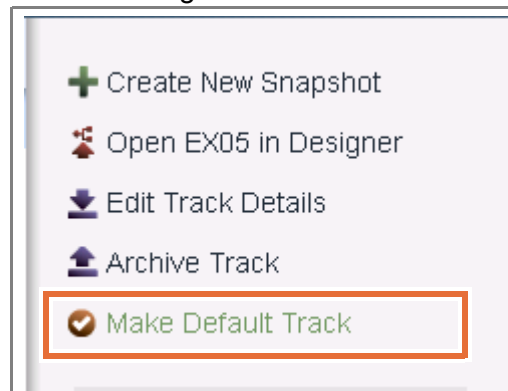 Create New Snapshot
Open EX05 in Designer
Edit Track Details
Archive Track
Make Default Track